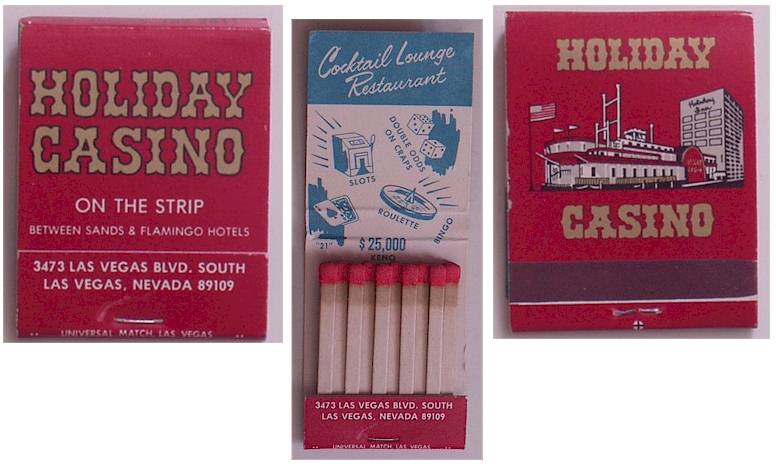 HOLIDAY
CASINO
ON THE STRIP
BETWEEN SANDS & FLAMINGO HOTELS
3473 LAS VEGAS BLVD. SOUTH
LAS VEGAS, NEVADA 89109
UNIVERSAL MATCH, LAS VEGAS
Cocktail Lounge
Restaurant
DOUBLE ODDS
ON CRAPS
SLOTS
ROULETTE
BINGO
"21"
$25,000
KENO
3473 LAS VEGAS BLVD. SOUTH
LAS VEGAS, NEVADA 89109
UNIVERSAL MATCH, LAS VEGAS
HOLIDAY
Holiday
Inn
CASINO